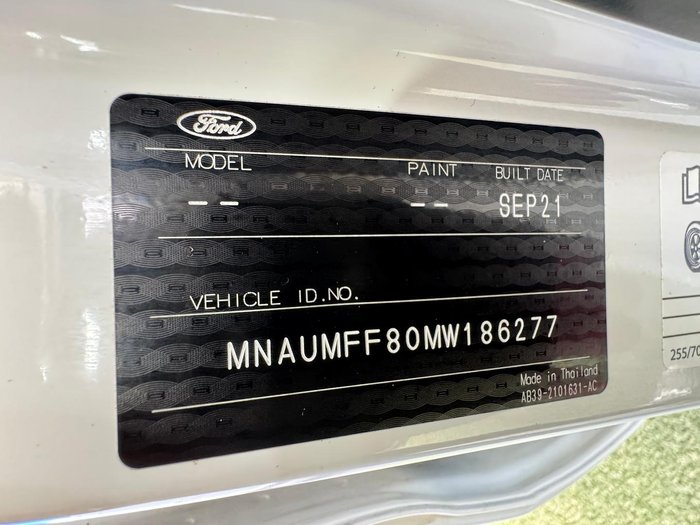 Ford
MODEL PAINT BUILT DATE
-- -- SEP21
VEHICLE ID.NO.
MNAUMFF80MW186277
Made in Thailand
AB39-2101631-AC
255/70